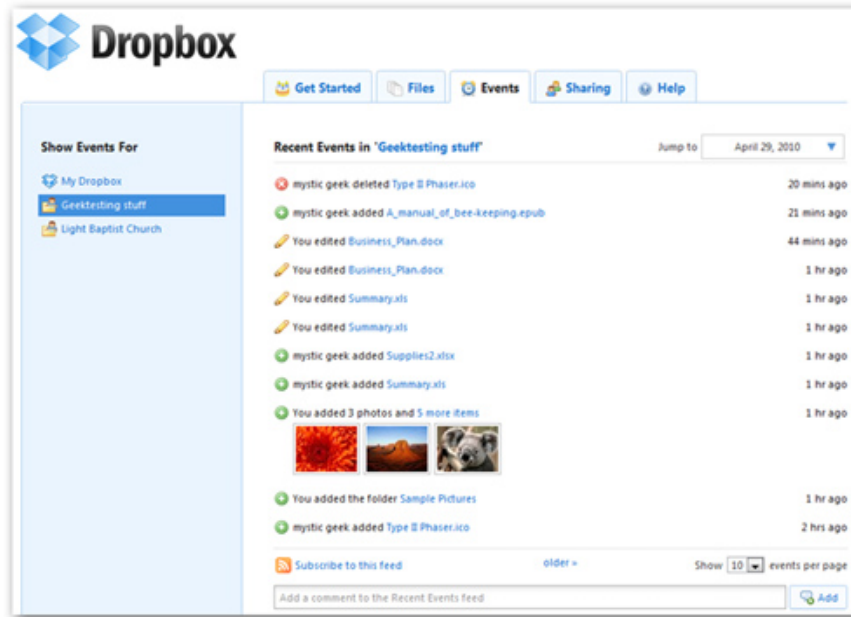 Dropbox
Get Started Files Events Sharing Help
Show Events For
My Dropbox
Geektesting stuff
Light Baptist Church
Recent Events in 'Geektesting stuff' Jump to April 29, 2010
mystic geek deleted Type II Phaser.ico 20 mins ago
mystic geek added A_manual_of_bee-keeping.epub 21 mins ago
You edited Business_Plan.docx 44 mins ago
You edited Business_Plan.docx 1 hr ago
You edited Summary.xls 1 hr ago
You edited Summary.xls 1 hr ago
mystic geek added Supplies2.xlsx 1 hr ago
mystic geek added Summary.xls 1 hr ago
You added 3 photos and 5 more items 1 hr ago
You added the folder Sample Pictures 1 hr ago
mystic geek added Type II Phaser.ico 2 hrs ago
Subscribe to this feed older » Show 10 events per page
Add a comment to the Recent Events feed Add